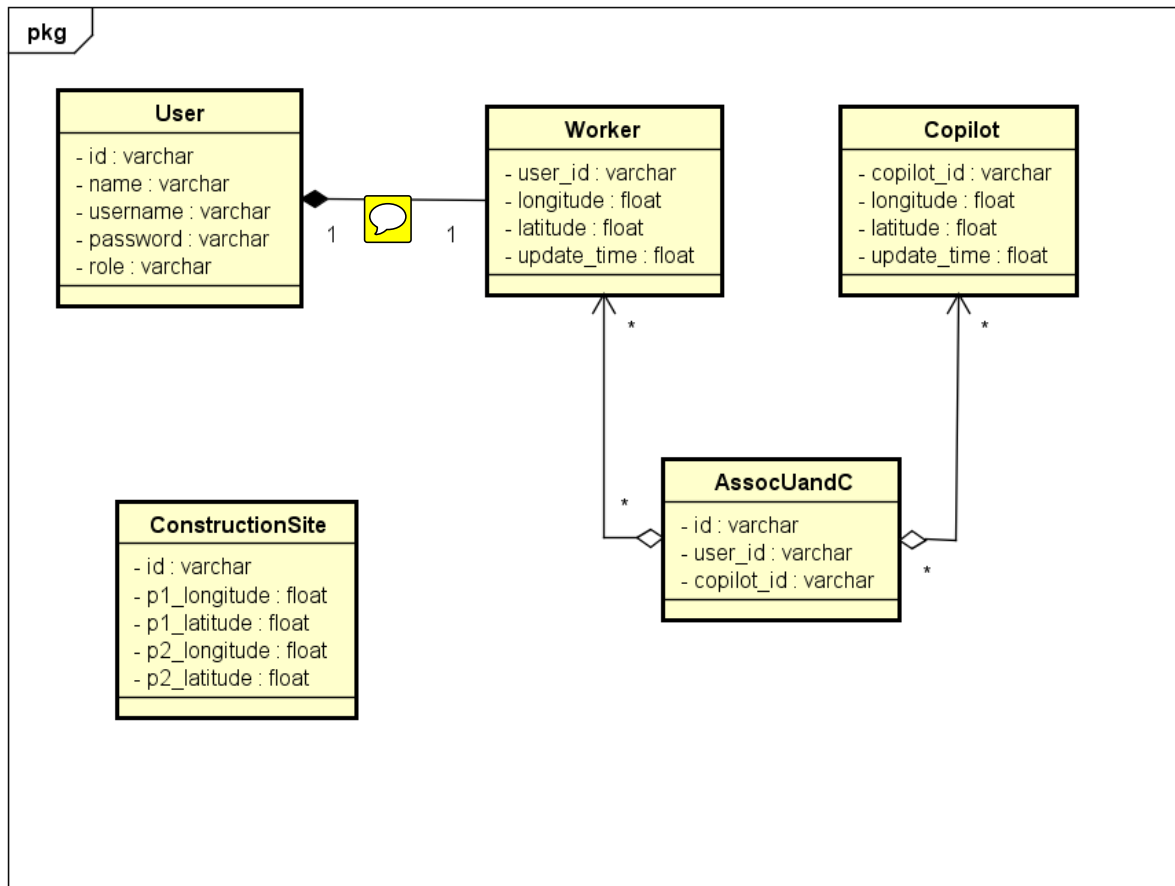 pkg
User
- id : varchar
- name : varchar
- username : varchar
- password : varchar
- role : varchar
1
1
Worker
- user_id : varchar
- longitude : float
- latitude : float
- update_time : float
*
Copilot
- copilot_id : varchar
- longitude : float
- latitude : float
- update_time : float
*
ConstructionSite
- id : varchar
- p1_longitude : float
- p1_latitude : float
- p2_longitude : float
- p2_latitude : float
*
AssocUandC
- id : varchar
- user_id : varchar
- copilot_id : varchar
*